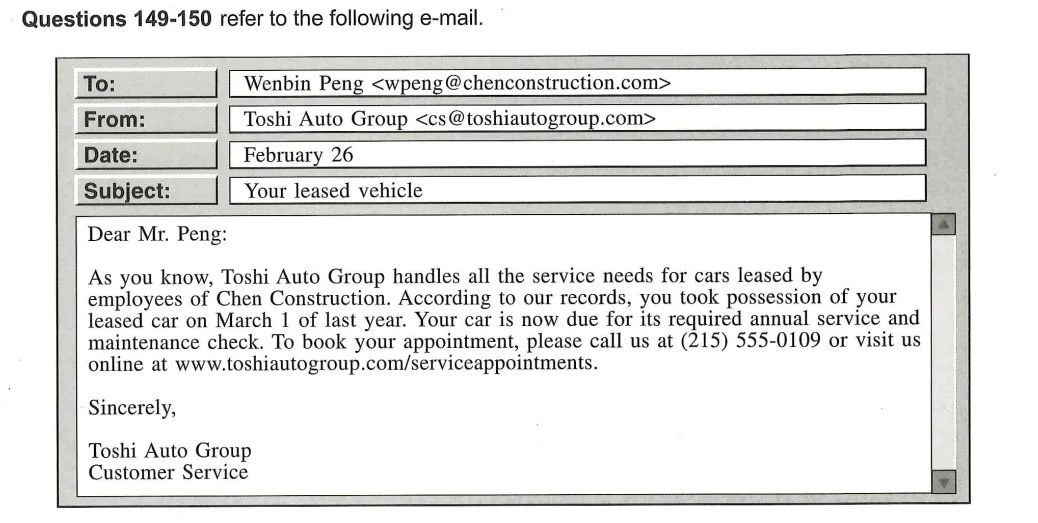 Questions 149-150 refer to the following e-mail.
To: Wenbin Peng <wpeng@chenconstruction.com>
From: Toshi Auto Group <cs@toshiautogroup.com>
Date: February 26
Subject: Your leased vehicle
Dear Mr. Peng:
As you know, Toshi Auto Group handles all the service needs for cars leased by
employees of Chen Construction. According to our records, you took possession of your
leased car on March 1 of last year. Your car is now due for its required annual service and
maintenance check. To book your appointment, please call us at (215) 555-0109 or visit us
online at www.toshiautogroup.com/serviceappointments.
Sincerely,
Toshi Auto Group
Customer Service